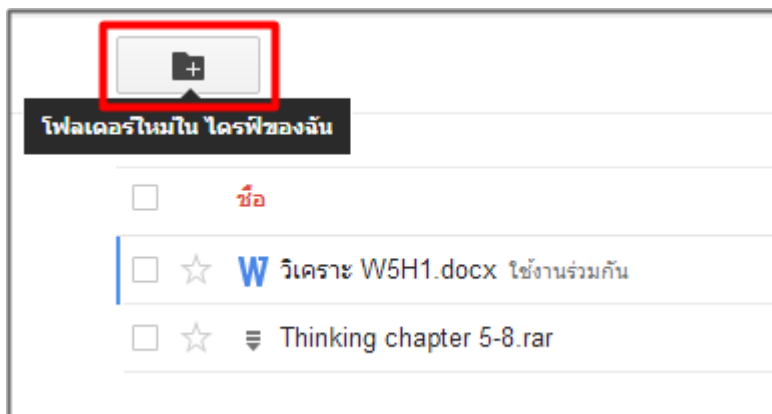 โฟลเดอร์ใหม่ใน ไดรฟ์ของฉัน
ชื่อ
วิเคราะ W5H1.docx ใช้งานร่วมกัน
Thinking chapter 5-8.rar